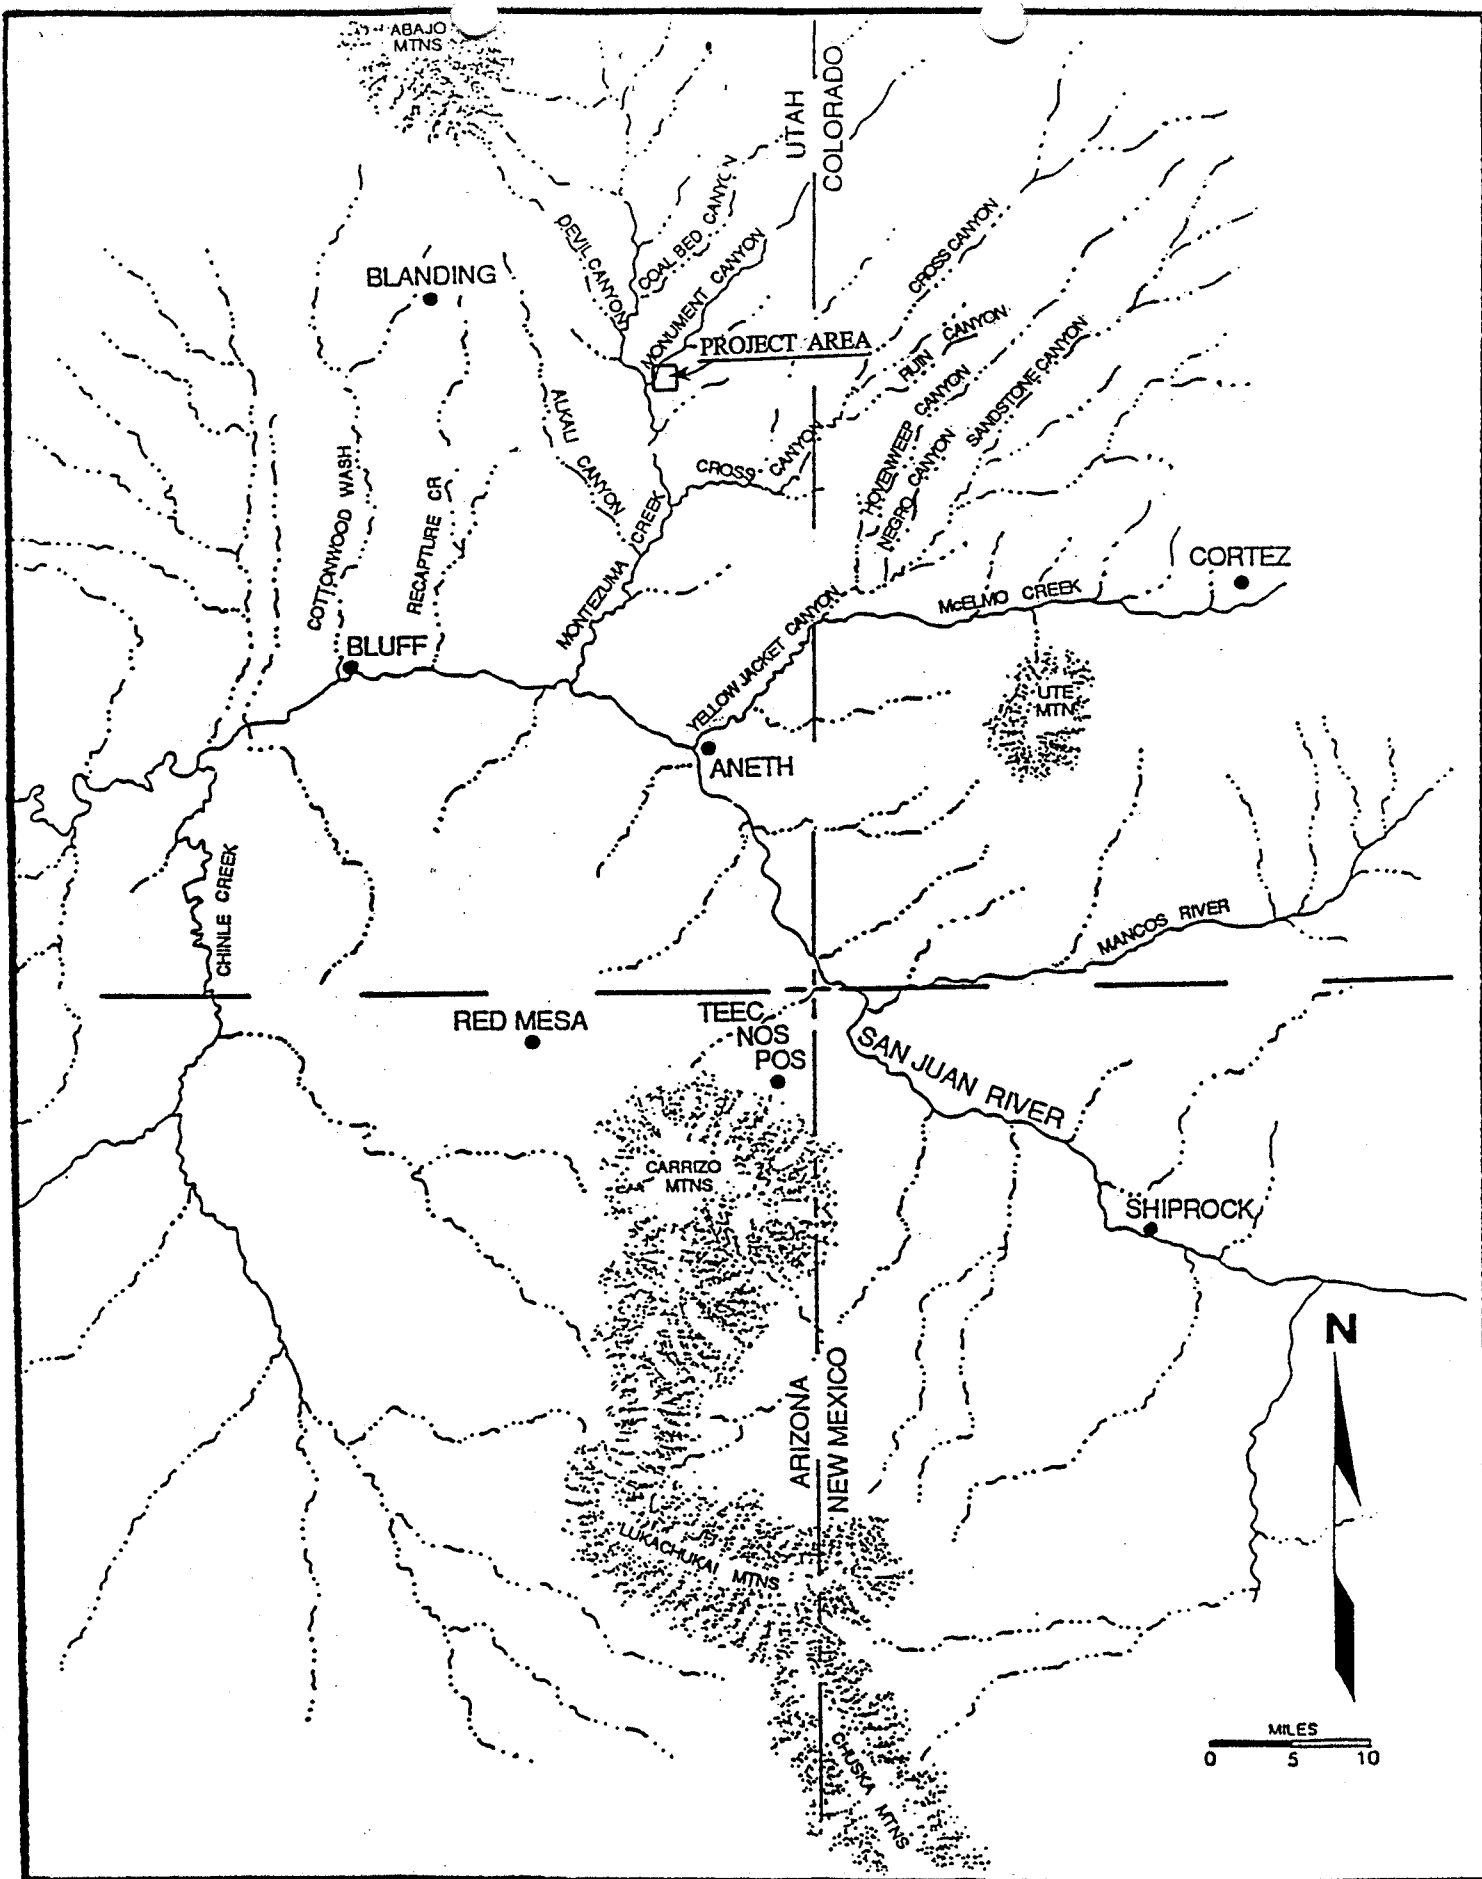 ABAJO
MTNS
UTAH
COLORADO
DEVIL CANYON
COAL BED CANYON
MONUMENT CANYON
CROSS CANYON
BLANDING
PROJECT AREA
RUIN CANYON
HOVENWEEP CANYON
NEGRO CANYON
SANDSTONE CANYON
ALKALI CANYON
CROSS CANYON
COTTONWOOD WASH
RECAPTURE CR
MONTEZUMA CREEK
CORTEZ
McELMO CREEK
BLUFF
YELLOW JACKET CANYON
UTE
MTN
ANETH
CHINLE CREEK
MANCOS RIVER
RED MESA
TEEC
NOS
POS
SAN JUAN RIVER
CARRIZO
MTNS
SHIPROCK
N
ARIZONA
NEW MEXICO
LUKACHUKAI MTNS
CHUSKA MTNS
MILES
0 5 10